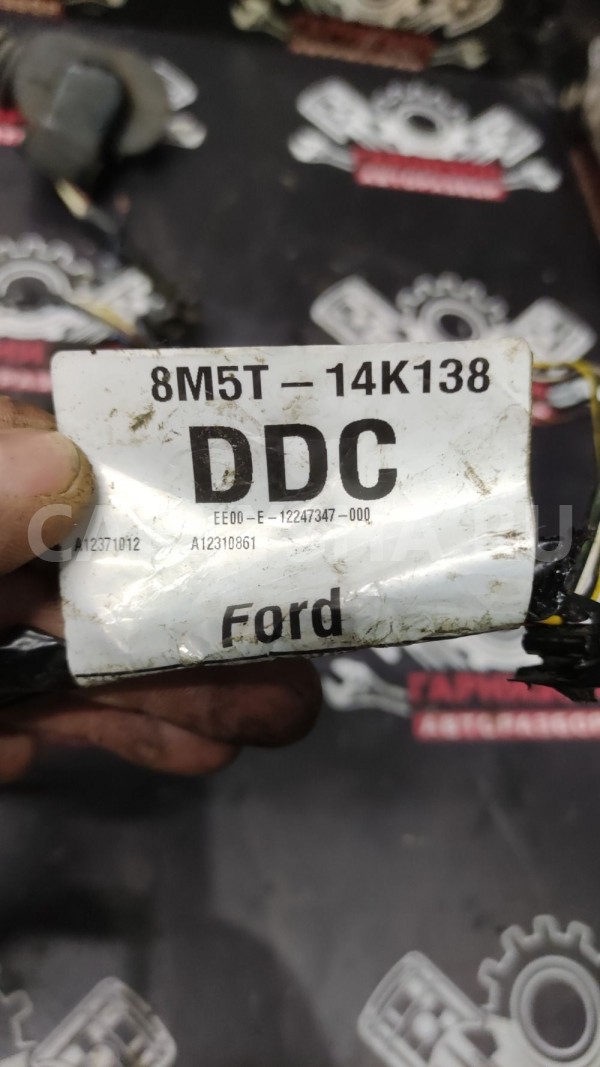 8M5T – 14K138
DDC
EE00-E-12247347-000
A12371012 A12310861
Ford